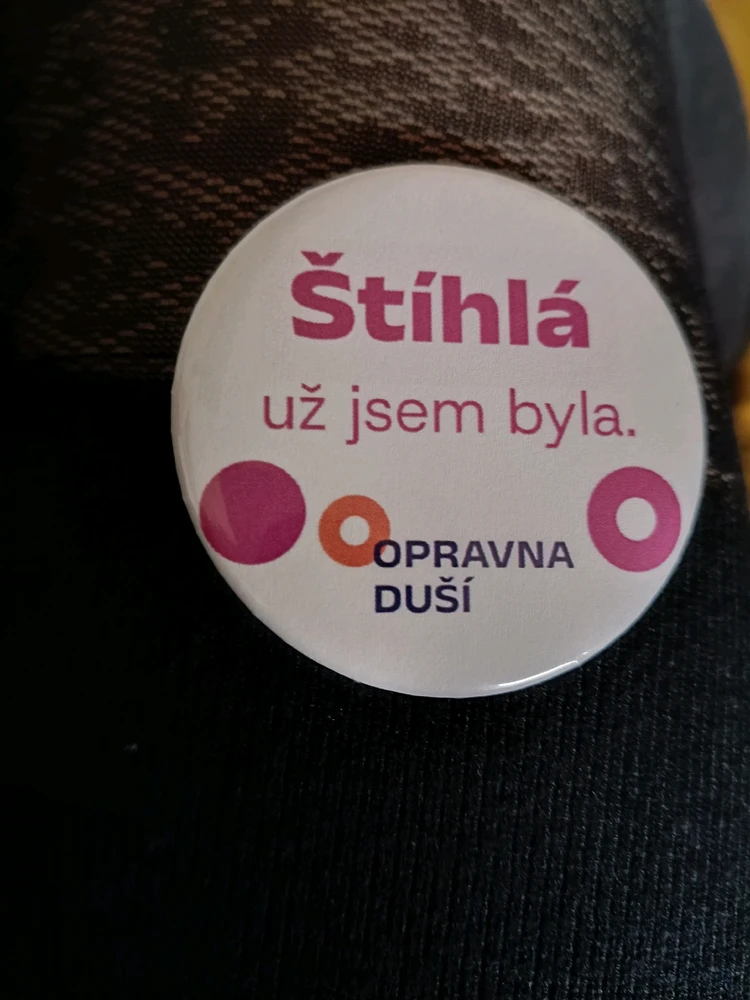 Štíhlá
už jsem byla.
OPRAVNA
DUŠÍ